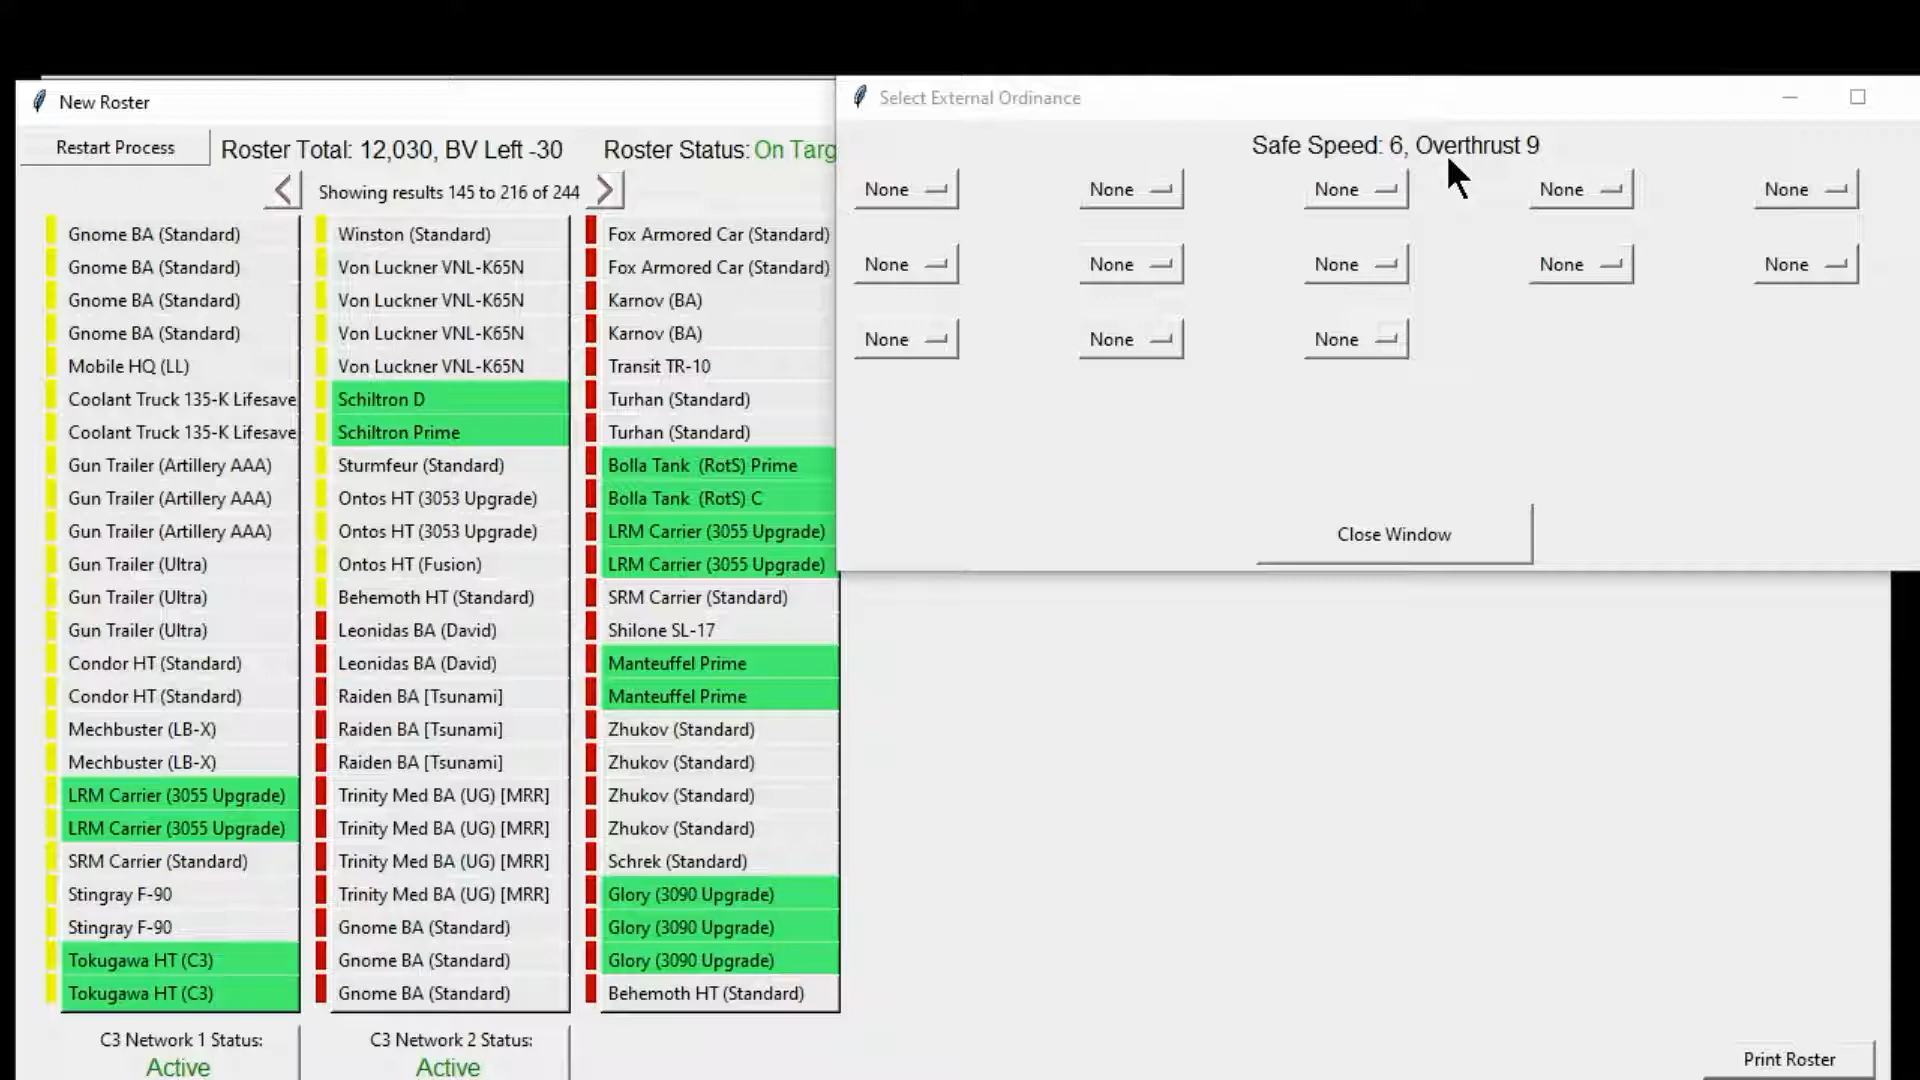 New Roster
Restart Process
Roster Total: 12,030, BV Left -30
Roster Status: On Targ
Showing results 145 to 216 of 244
Gnome BA (Standard)
Gnome BA (Standard)
Gnome BA (Standard)
Gnome BA (Standard)
Mobile HQ (LL)
Coolant Truck 135-K Lifesave
Coolant Truck 135-K Lifesave
Gun Trailer (Artillery AAA)
Gun Trailer (Artillery AAA)
Gun Trailer (Artillery AAA)
Gun Trailer (Ultra)
Gun Trailer (Ultra)
Gun Trailer (Ultra)
Condor HT (Standard)
Condor HT (Standard)
Mechbuster (LB-X)
Mechbuster (LB-X)
LRM Carrier (3055 Upgrade)
LRM Carrier (3055 Upgrade)
SRM Carrier (Standard)
Stingray F-90
Stingray F-90
Tokugawa HT (C3)
Tokugawa HT (C3)
C3 Network 1 Status:
Active
Winston (Standard)
Von Luckner VNL-K65N
Von Luckner VNL-K65N
Von Luckner VNL-K65N
Von Luckner VNL-K65N
Schiltron D
Schiltron Prime
Sturmfeur (Standard)
Ontos HT (3053 Upgrade)
Ontos HT (3053 Upgrade)
Ontos HT (Fusion)
Behemoth HT (Standard)
Leonidas BA (David)
Leonidas BA (David)
Raiden BA [Tsunami]
Raiden BA [Tsunami]
Raiden BA [Tsunami]
Trinity Med BA (UG) [MRR]
Trinity Med BA (UG) [MRR]
Trinity Med BA (UG) [MRR]
Trinity Med BA (UG) [MRR]
Gnome BA (Standard)
Gnome BA (Standard)
Gnome BA (Standard)
C3 Network 2 Status:
Active
Fox Armored Car (Standard)
Fox Armored Car (Standard)
Karnov (BA)
Karnov (BA)
Transit TR-10
Turhan (Standard)
Turhan (Standard)
Bolla Tank  (RotS) Prime
Bolla Tank  (RotS) C
LRM Carrier (3055 Upgrade)
LRM Carrier (3055 Upgrade)
SRM Carrier (Standard)
Shilone SL-17
Manteuffel Prime
Manteuffel Prime
Zhukov (Standard)
Zhukov (Standard)
Zhukov (Standard)
Zhukov (Standard)
Schrek (Standard)
Glory (3090 Upgrade)
Glory (3090 Upgrade)
Glory (3090 Upgrade)
Behemoth HT (Standard)
Select External Ordinance
Safe Speed: 6, Overthrust 9
None None None None None
None None None None None
None None None
Close Window
Print Roster